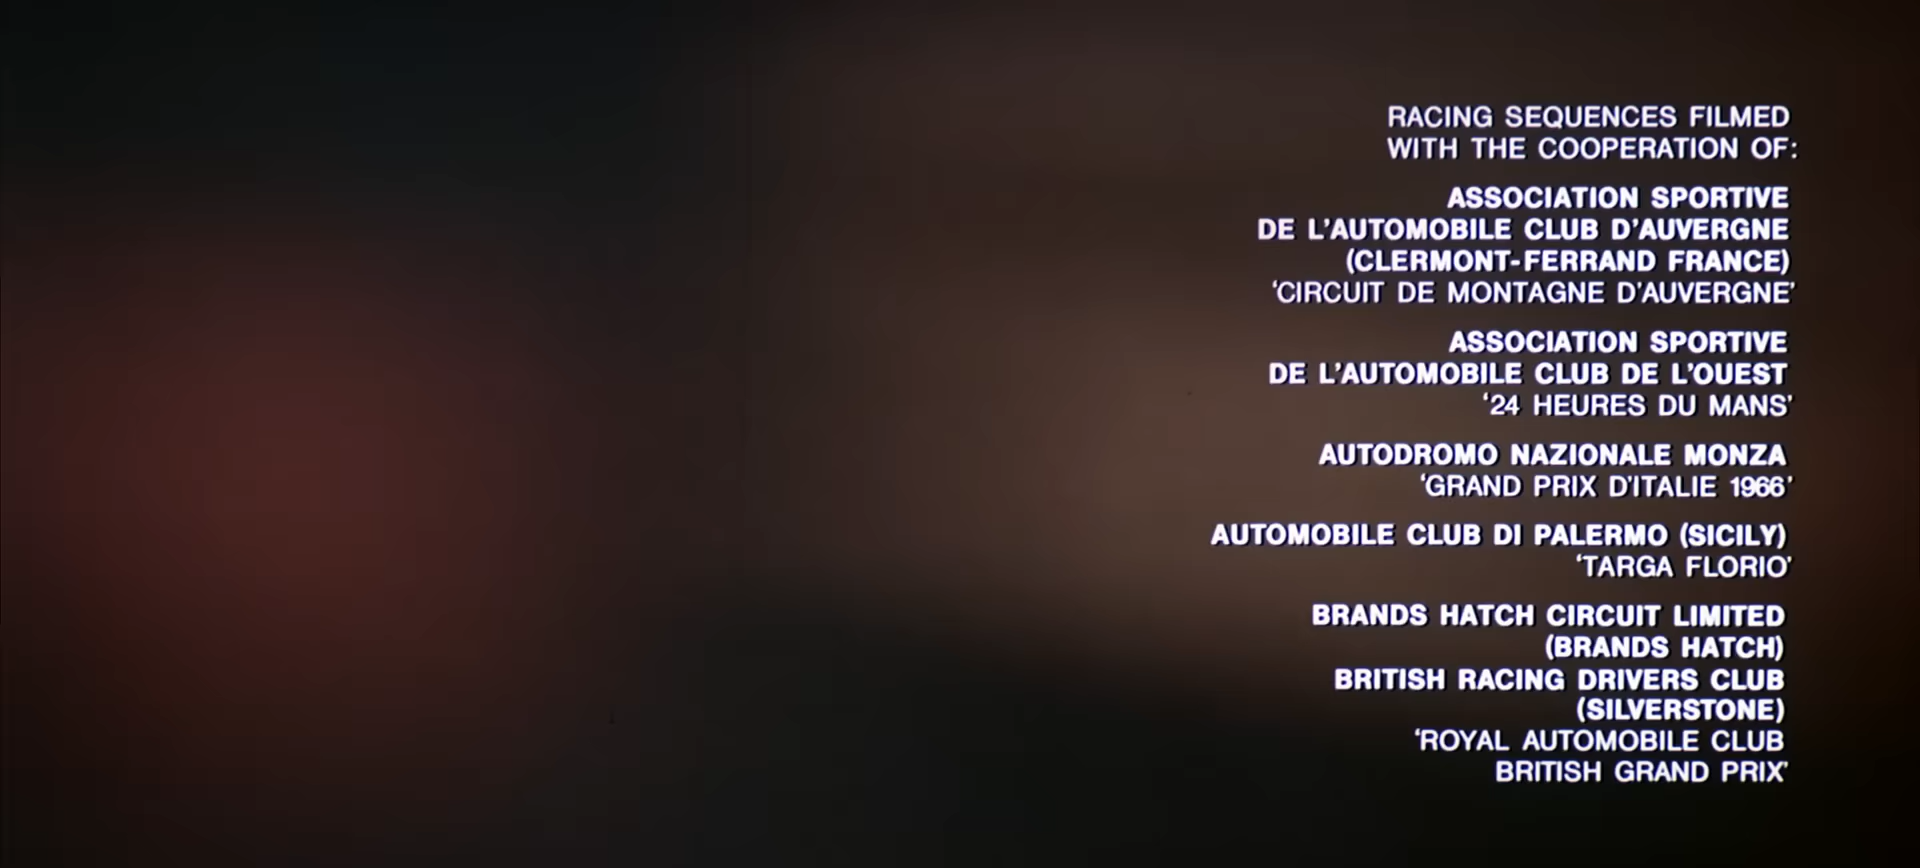 RACING SEQUENCES FILMED
WITH THE COOPERATION OF:
ASSOCIATION SPORTIVE
DE L'AUTOMOBILE CLUB D'AUVERGNE
(CLERMONT-FERRAND FRANCE)
'CIRCUIT DE MONTAGNE D'AUVERGNE'
ASSOCIATION SPORTIVE
DE L'AUTOMOBILE CLUB DE L'OUEST
'24 HEURES DU MANS'
AUTODROMO NAZIONALE MONZA
'GRAND PRIX D'ITALIE 1966'
AUTOMOBILE CLUB DI PALERMO (SICILY)
'TARGA FLORIO'
BRANDS HATCH CIRCUIT LIMITED
(BRANDS HATCH)
BRITISH RACING DRIVERS CLUB
(SILVERSTONE)
'ROYAL AUTOMOBILE CLUB
BRITISH GRAND PRIX'